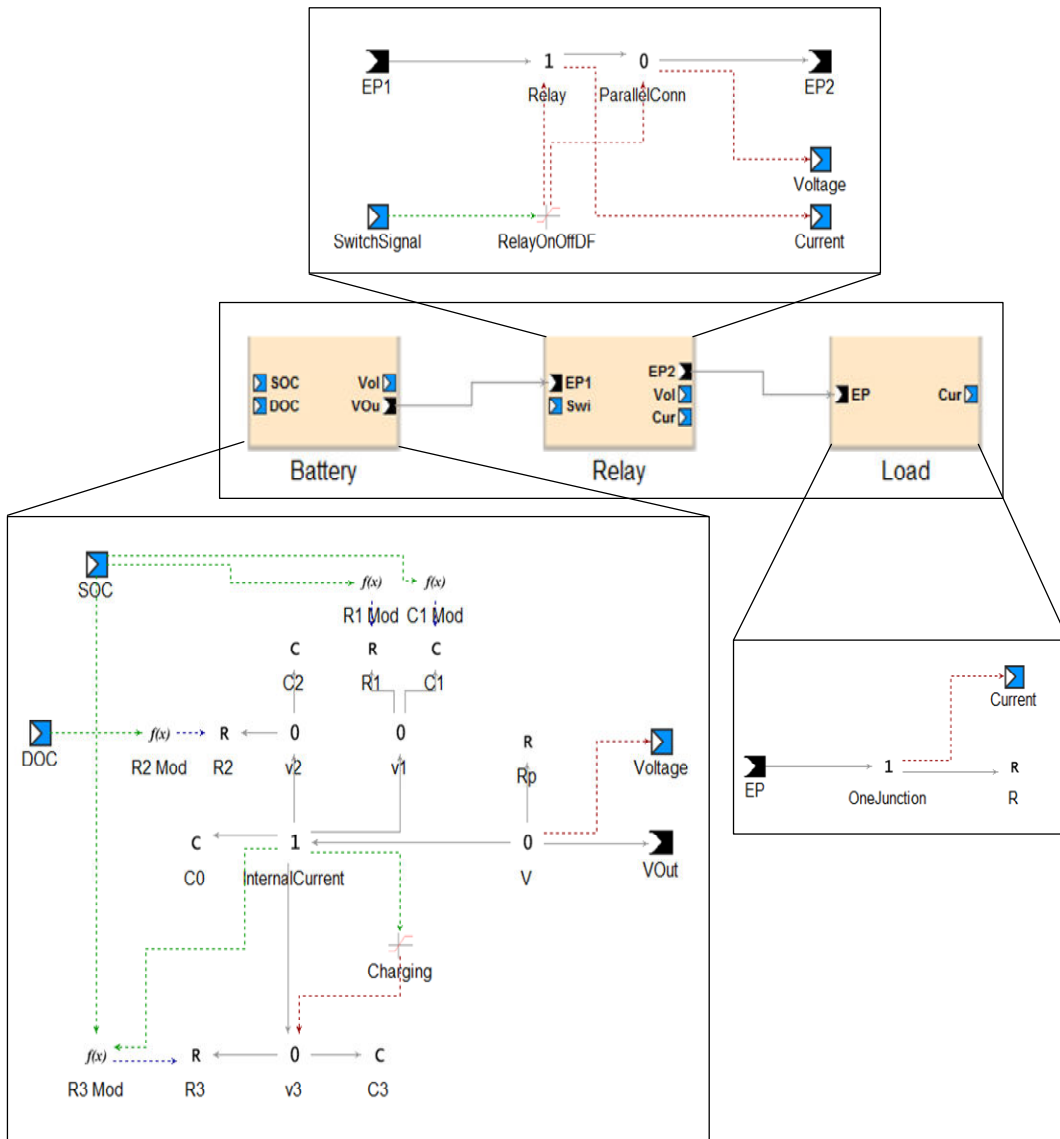 1 0
EP1 EP2
Relay ParallelConn
Voltage
SwitchSignal RelayOnOffDF Current
SOC Vol
DOC VOu
EP1 EP2
Swi Vol
Cur
EP Cur
Battery Relay Load
SOC f(x) f(x)
R1 Mod C1 Mod
C R C
C2 R1 C1
f(x) R 0 0 R
DOC R2 Mod R2 v2 v1 Rp Voltage
C 1 0
C0 InternalCurrent V VOut
Charging
f(x) R 0 C
R3 Mod R3 v3 C3
Current
1 R
EP OneJunction R